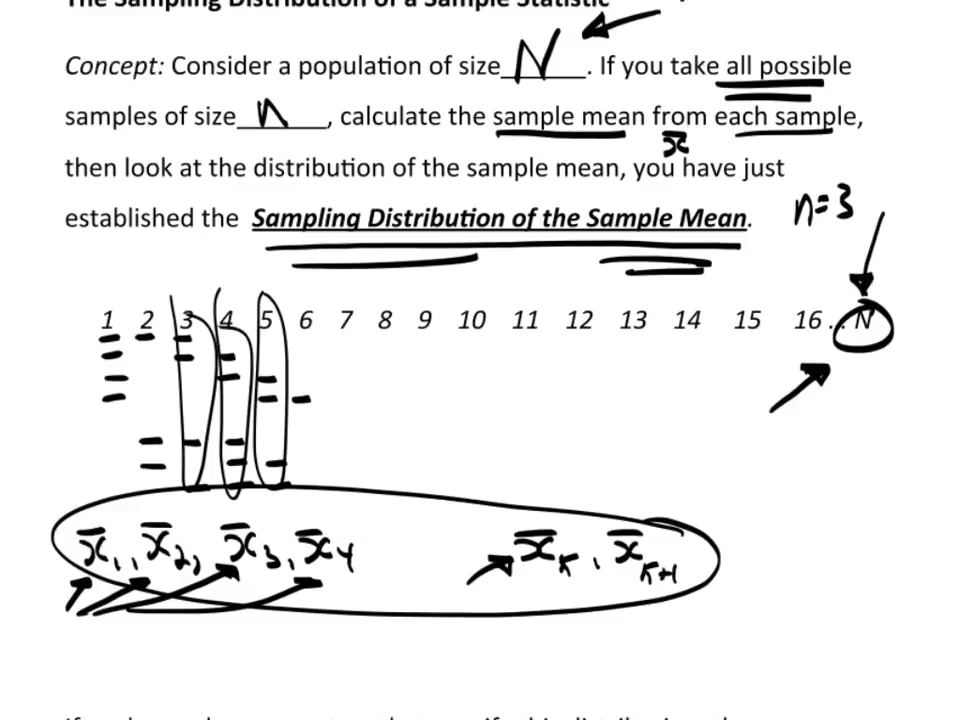 The Sampling Distribution of a Sample Statistic
Concept: Consider a population of size N. If you take all possible
samples of size n, calculate the sample mean from each sample,
x̄
then look at the distribution of the sample mean, you have just
established the Sampling Distribution of the Sample Mean.
n=3
1 2 3 4 5 6 7 8 9 10 11 12 13 14 15 16 . . N
x̄1, x̄2, x̄3, x̄4 x̄K, x̄K+1